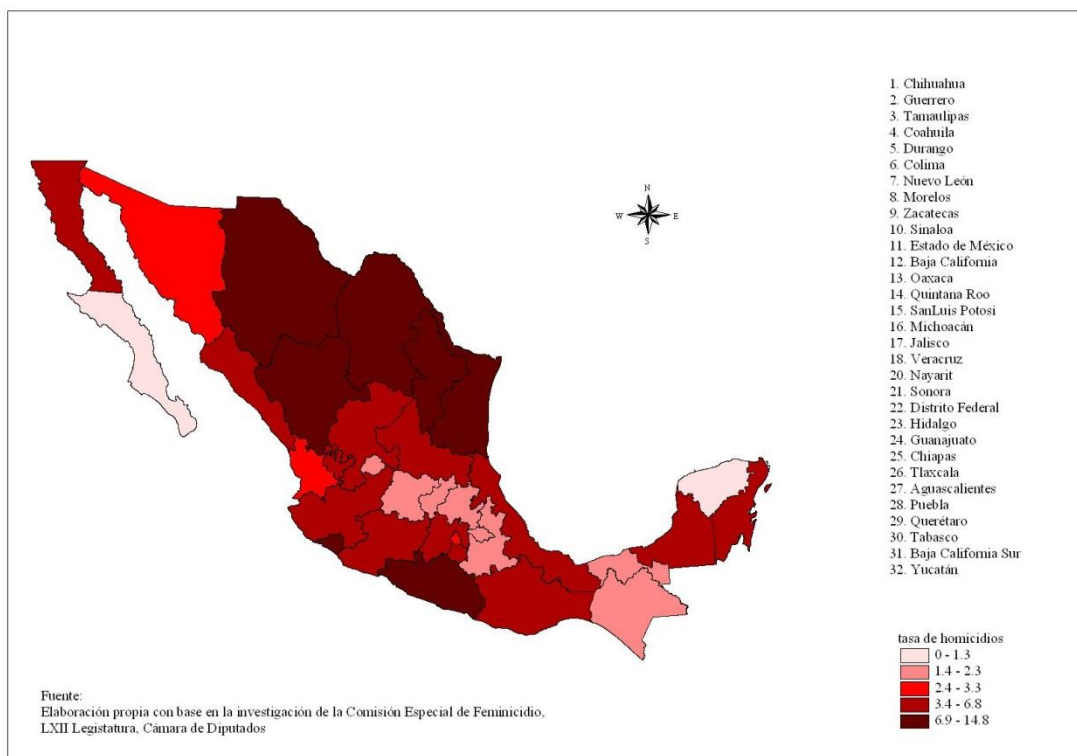 1. Chihuahua
2. Guerrero
3. Tamaulipas
4. Coahuila
5. Durango
6. Colima
7. Nuevo León
8. Morelos
9. Zacatecas
10. Sinaloa
11. Estado de México
12. Baja California
13. Oaxaca
14. Quintana Roo
15. SanLuis Potosí
16. Michoacán
17. Jalisco
18. Veracruz
20. Nayarit
21. Sonora
22. Distrito Federal
23. Hidalgo
24. Guanajuato
25. Chiapas
26. Tlaxcala
27. Aguascalientes
28. Puebla
29. Querétaro
30. Tabasco
31. Baja California Sur
32. Yucatán
N
W E
S
tasa de homicidios
0 - 1.3
1.4 - 2.3
2.4 - 3.3
3.4 - 6.8
6.9 - 14.8
Fuente:
Elaboración propia con base en la investigación de la Comisión Especial de Feminicidio,
LXII Legistatura, Cámara de Diputados